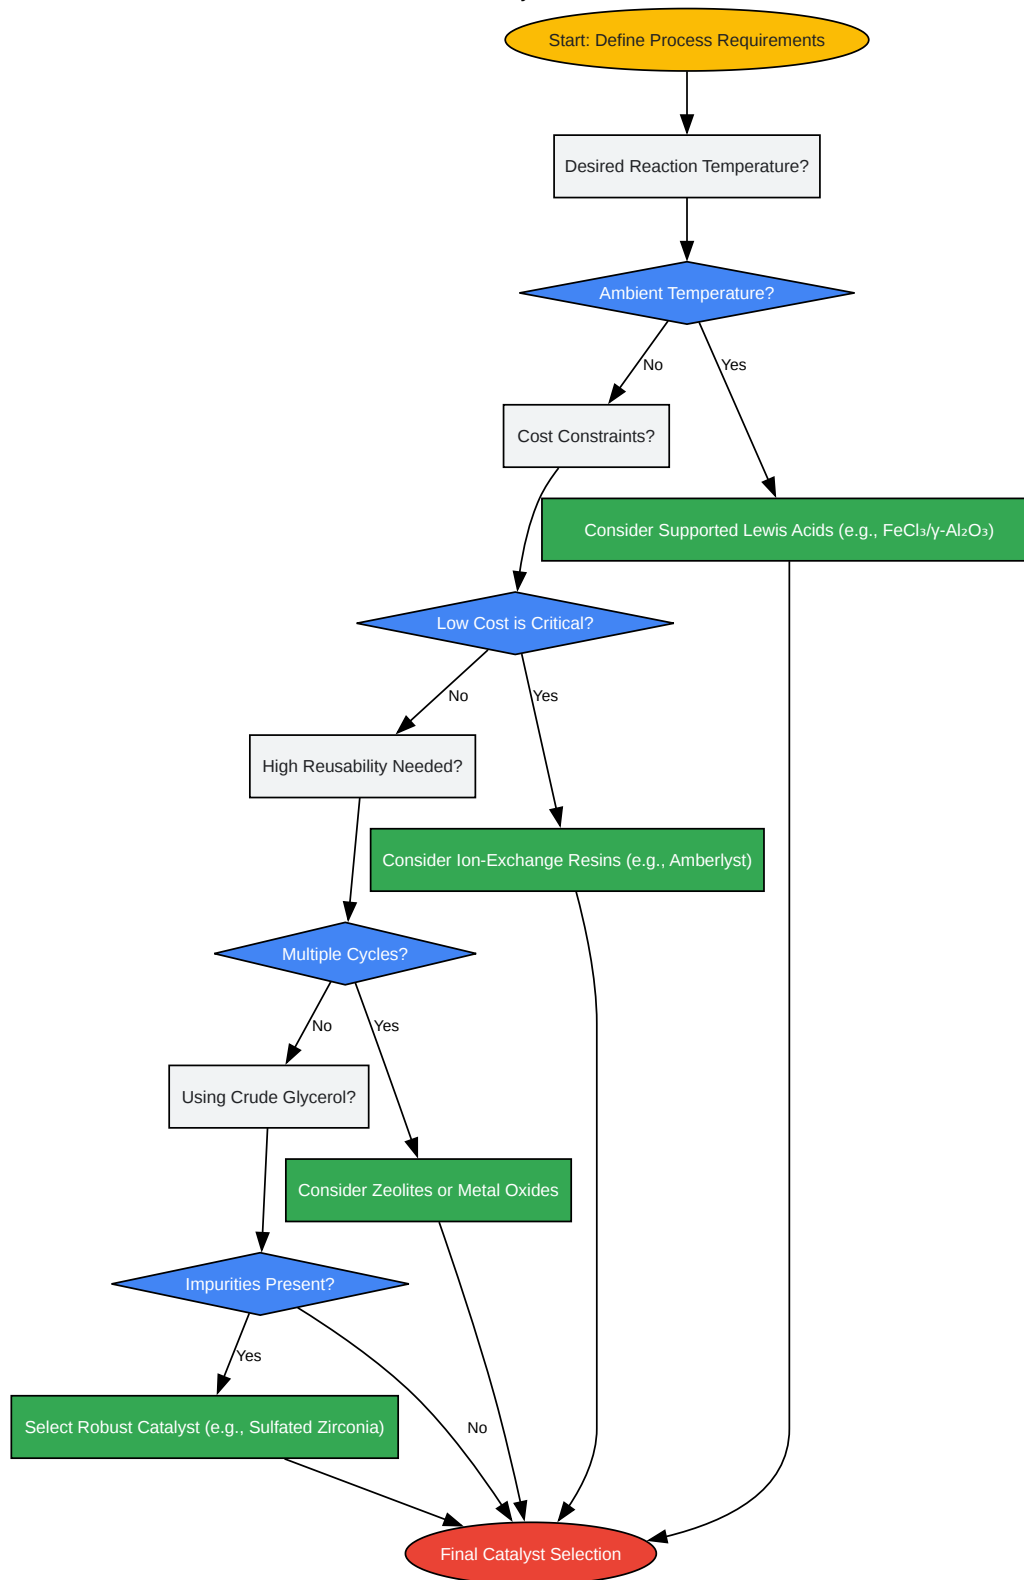 Start: Define Process Requirements
Desired Reaction Temperature?
Ambient Temperature?
No
Yes
Cost Constraints?
Consider Supported Lewis Acids (e.g., FeCl₃/γ-Al₂O₃)
Low Cost is Critical?
No
Yes
High Reusability Needed?
Consider Ion-Exchange Resins (e.g., Amberlyst)
Multiple Cycles?
No
Yes
Using Crude Glycerol?
Consider Zeolites or Metal Oxides
Impurities Present?
Yes
No
Select Robust Catalyst (e.g., Sulfated Zirconia)
Final Catalyst Selection